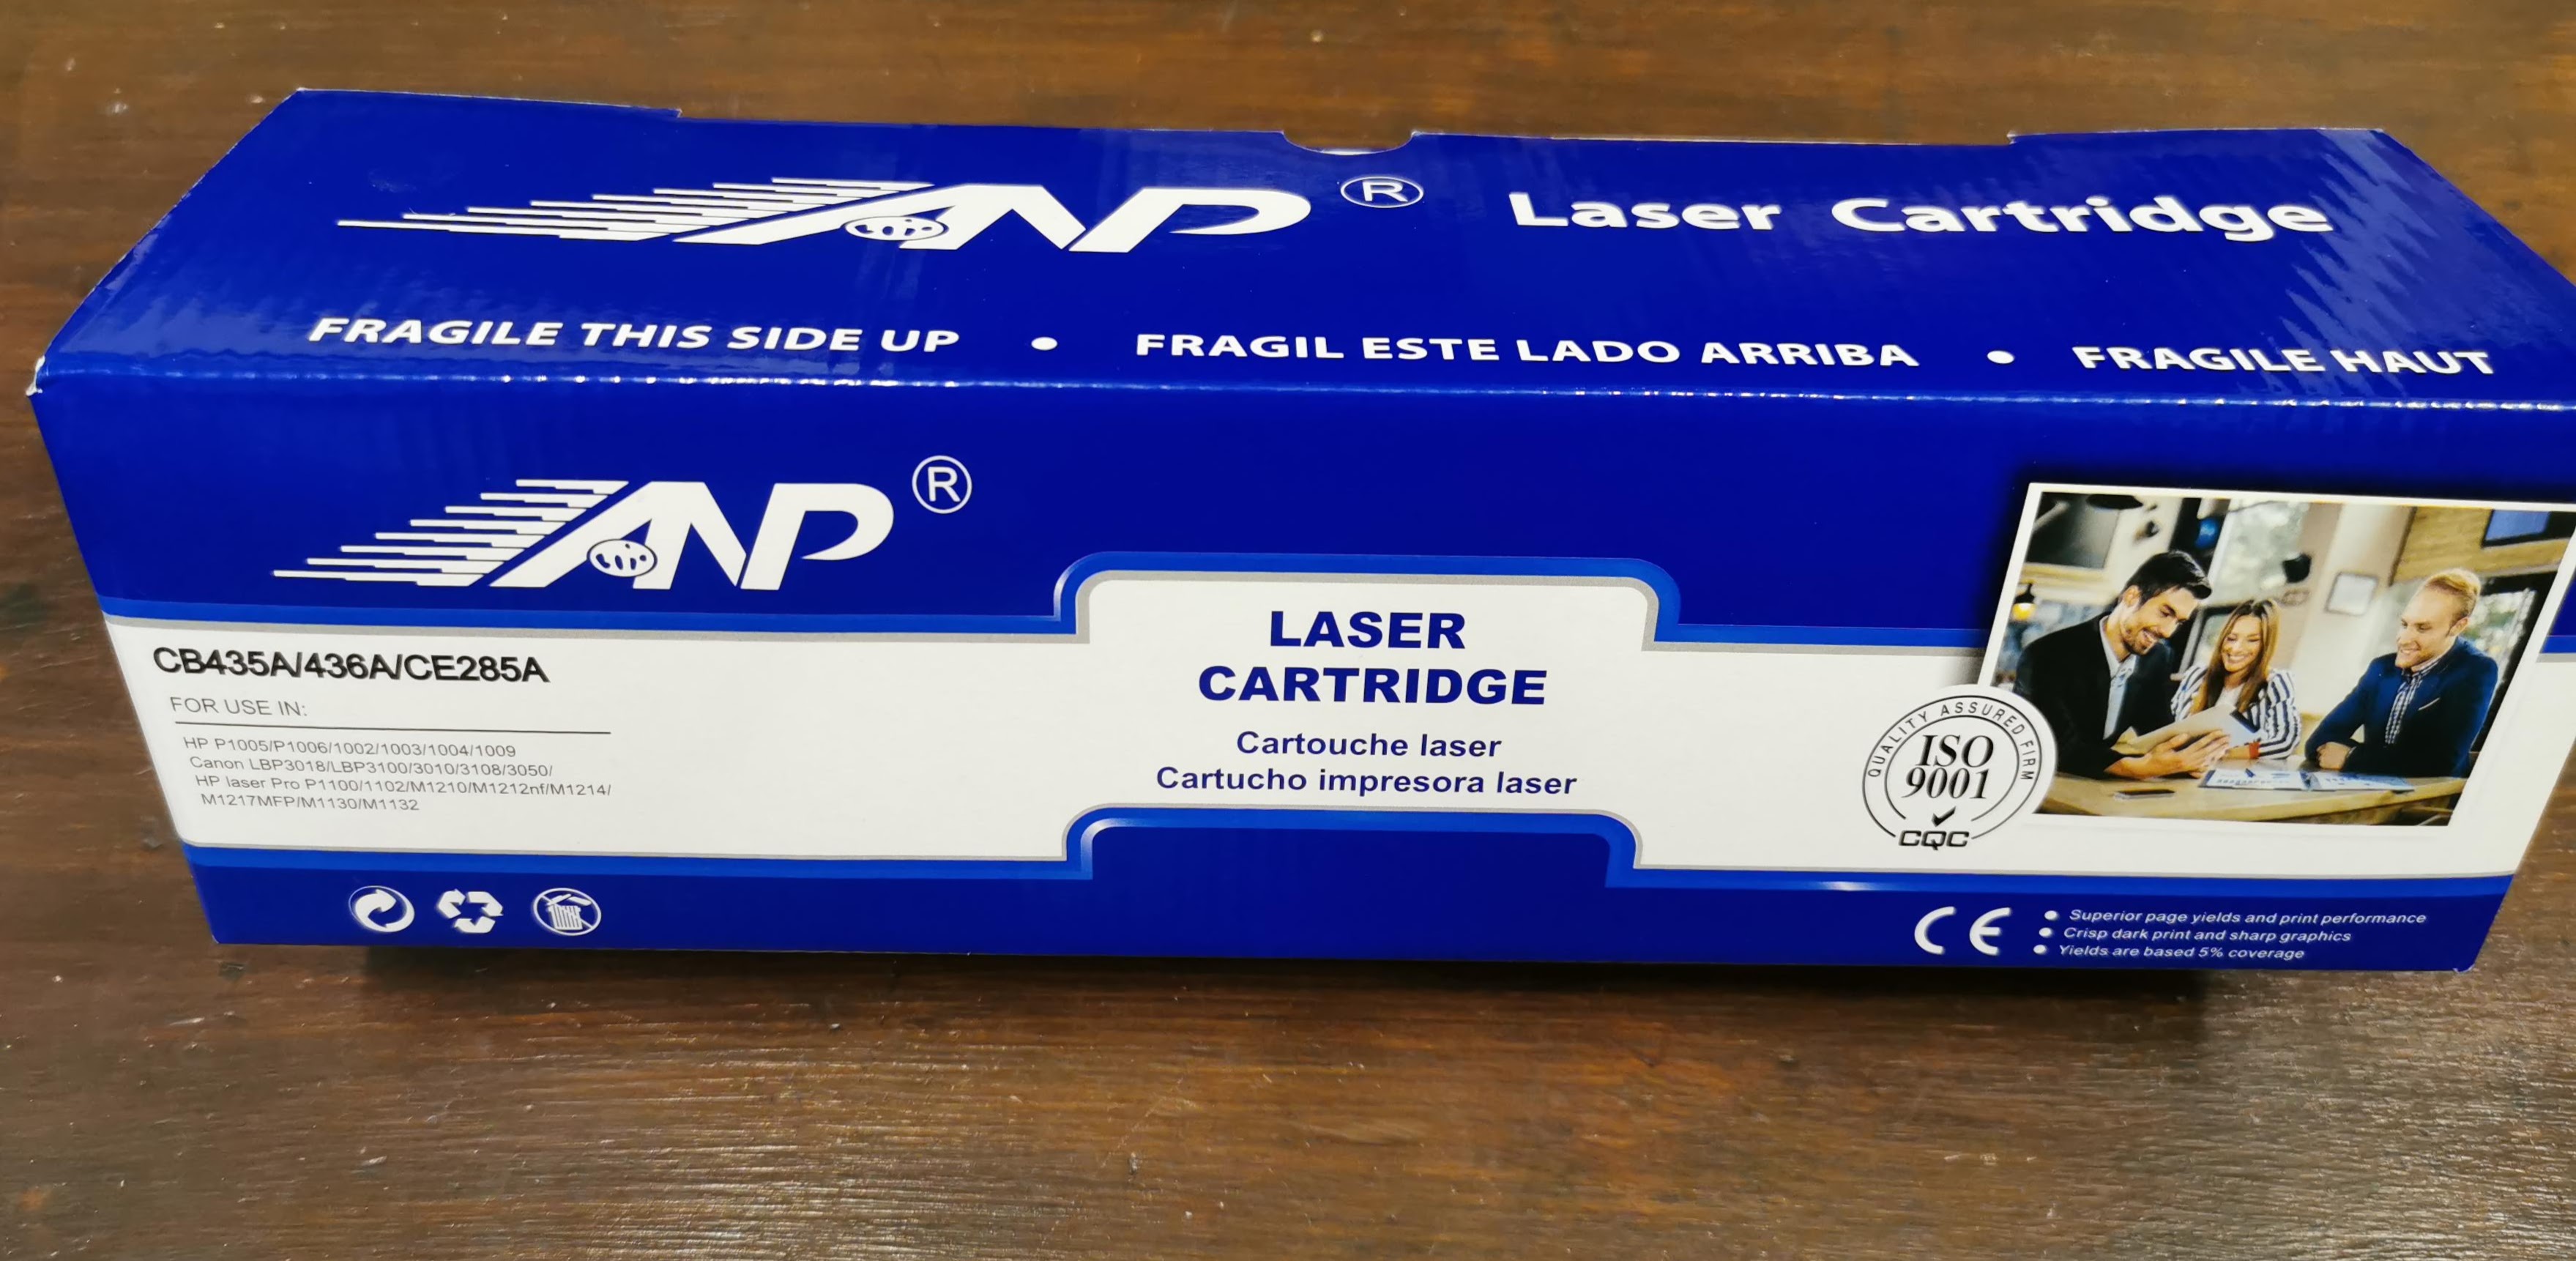 ANP ® Laser Cartridge
FRAGILE THIS SIDE UP • FRAGIL ESTE LADO ARRIBA • FRAGILE HAUT
ANP ®
CB435A/436A/CE285A
FOR USE IN:
HP P1005/P1006/1002/1003/1004/1009
Canon LBP3018/LBP3100/3010/3108/3050/
HP laser Pro P1100/1102/M1210/M1212nf/M1214/
M1217MFP/M1130/M1132
LASER
CARTRIDGE
Cartouche laser
Cartucho impresora laser
QUALITY ASSURED FIRM
ISO
9001
CQC
CE
• Superior page yields and print performance
• Crisp dark print and sharp graphics
• Yields are based 5% coverage